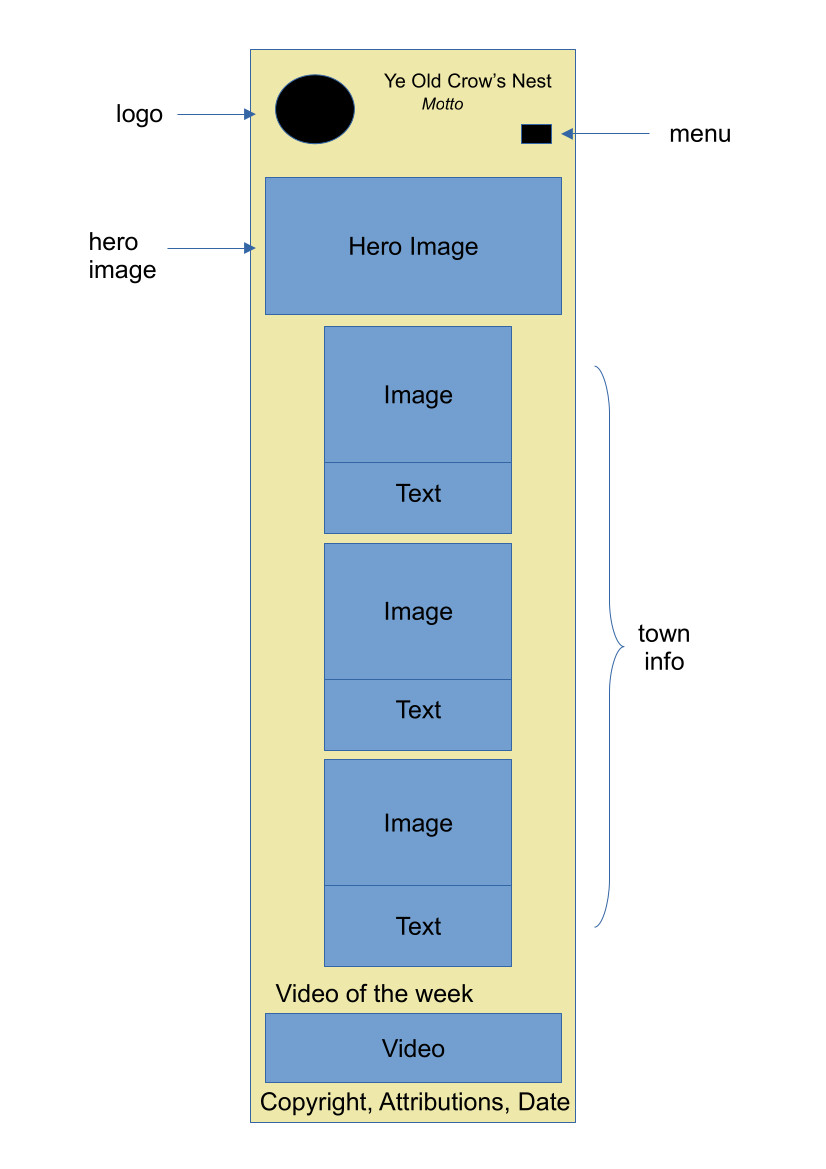 Ye Old Crow's Nest
Motto
logo
menu
hero
image
Hero Image
Image
Text
Image
Text
town
info
Image
Text
Video of the week
Video
Copyright, Attributions, Date